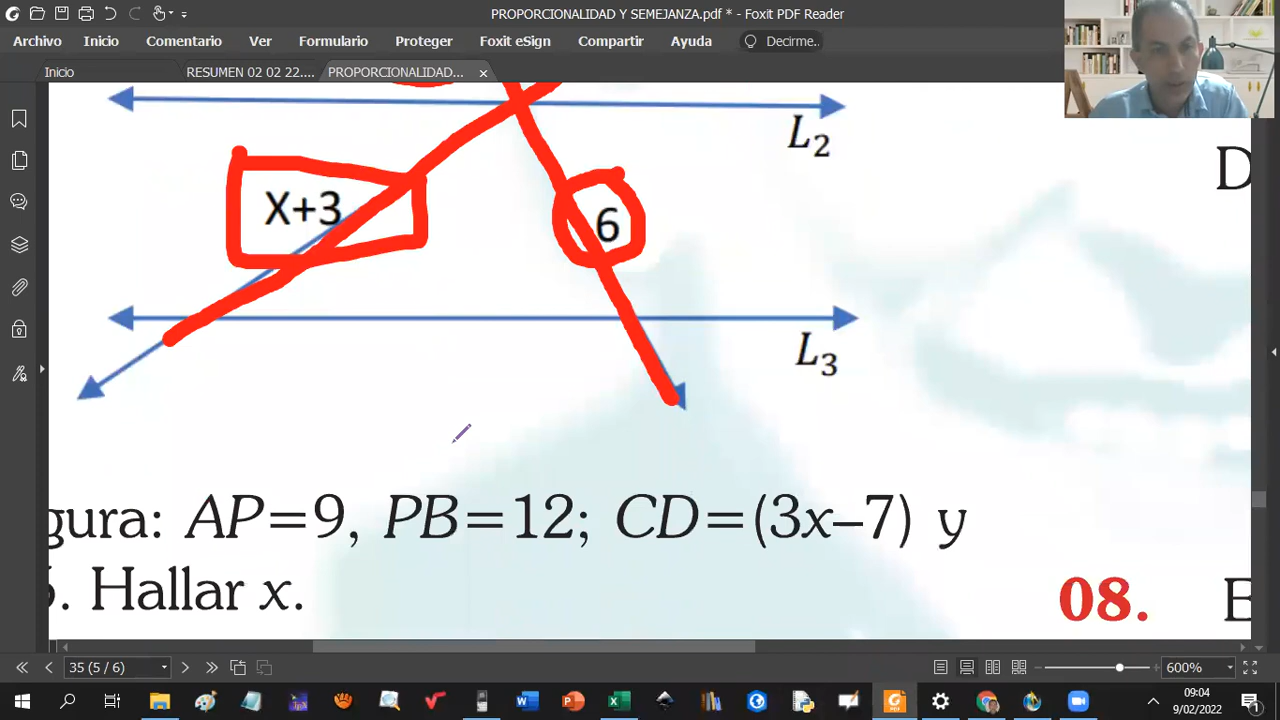 PROPORCIONALIDAD Y SEMEJANZA.pdf * - Foxit PDF Reader
Archivo Inicio Comentario Ver Formulario Proteger Foxit eSign Compartir Ayuda Decirme..
Inicio RESUMEN 02 02 22.... PROPORCIONALIDAD...
L₂
X+3
6
L₃
gura: AP=9, PB=12; CD=(3x–7) y
. Hallar x.
08.
35 (5 / 6)
600%
09:04
9/02/2022